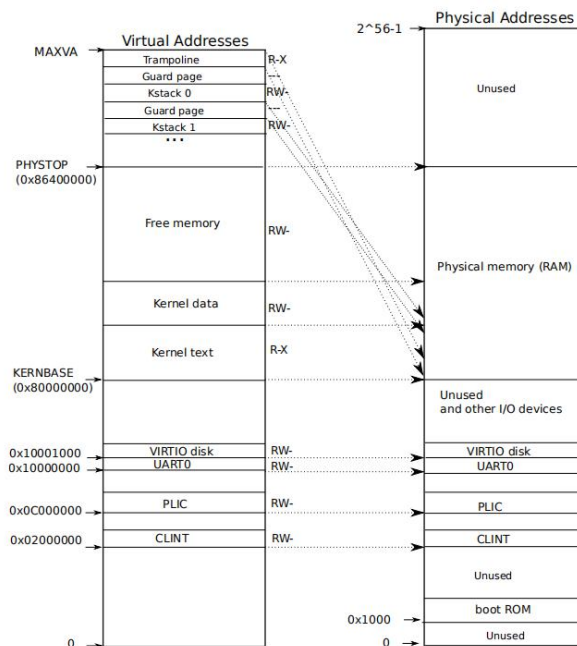 Virtual Addresses
MAXVA
Trampoline
R-X
Guard page
---
Kstack 0
RW-
Guard page
---
Kstack 1
RW-
...
PHYSTOP
(0x86400000)
Free memory
RW-
Kernel data
RW-
Kernel text
R-X
KERNBASE
(0x80000000)
0x10001000
VIRTIO disk
RW-
0x10000000
UART0
RW-
0x0C000000
PLIC
RW-
0x02000000
CLINT
RW-
0
Physical Addresses
2^56-1
Unused
Physical memory (RAM)
Unused
and other I/O devices
VIRTIO disk
UART0
PLIC
CLINT
Unused
boot ROM
0x1000
Unused
0